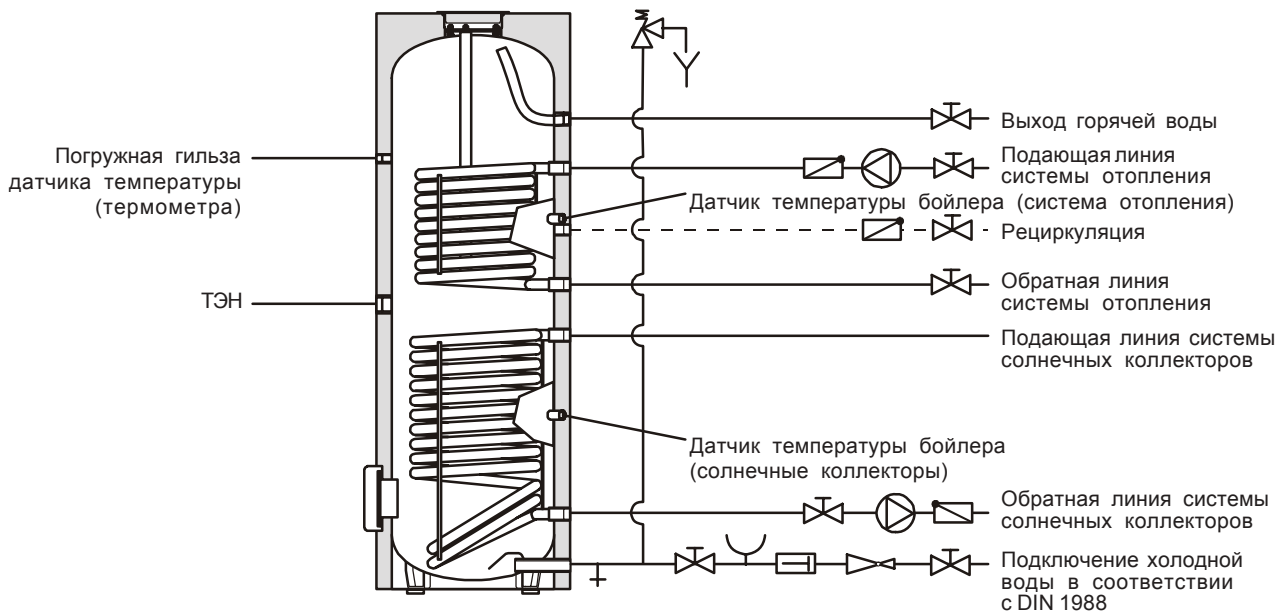 Выход горячей воды
Погружная гильза
датчика температуры
(термометра)
Подающая линия
системы отопления
Датчик температуры бойлера (система отопления)
Рециркуляция
ТЭН
Обратная линия
системы отопления
Подающая линия системы
солнечных коллекторов
Датчик температуры бойлера
(солнечные коллекторы)
Обратная линия системы
солнечных коллекторов
Подключение холодной
воды в соответствии
с DIN 1988